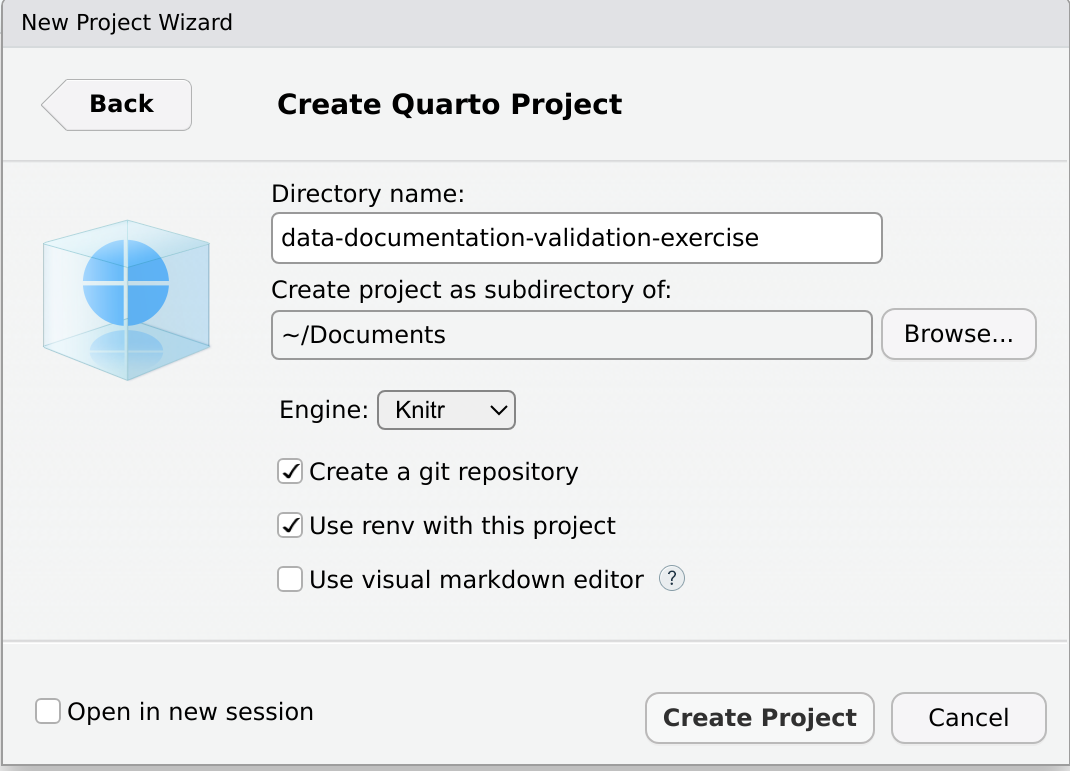 New Project Wizard
Back
Create Quarto Project
Directory name:
data-documentation-validation-exercise
Create project as subdirectory of:
~/Documents
Browse...
Engine: Knitr
Create a git repository
Use renv with this project
Use visual markdown editor ?
Open in new session
Create Project
Cancel